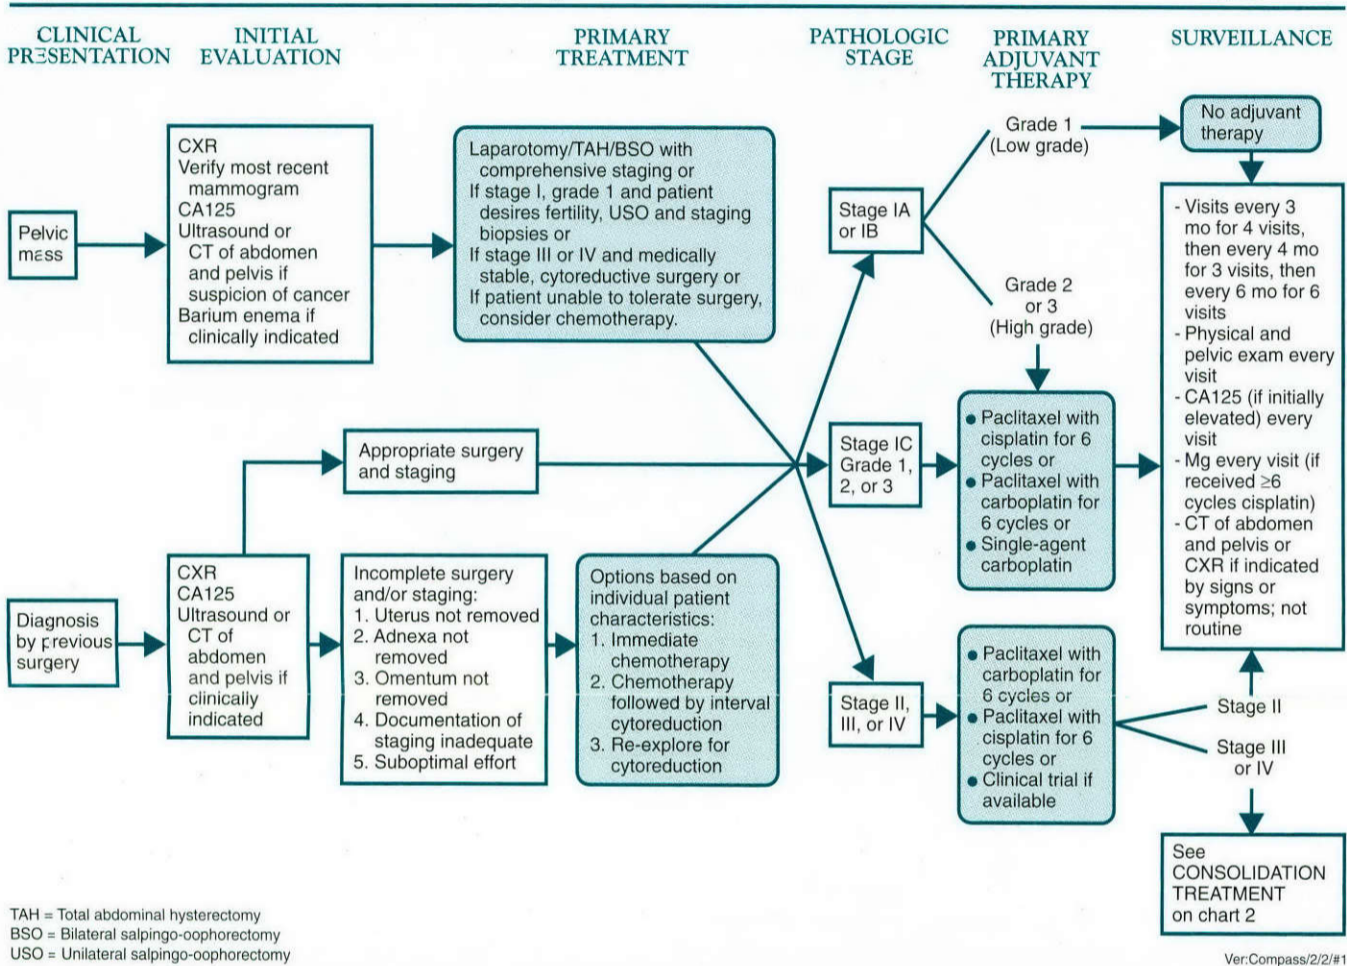 CLINICAL
PRESENTATION
INITIAL
EVALUATION
PRIMARY
TREATMENT
PATHOLOGIC
STAGE
PRIMARY
ADJUVANT
THERAPY
SURVEILLANCE
Pelvic
mass
CXR
Verify most recent
mammogram
CA125
Ultrasound or
CT of abdomen
and pelvis if
suspicion of cancer
Barium enema if
clinically indicated
Laparotomy/TAH/BSO with
comprehensive staging or
If stage I, grade 1 and patient
desires fertility, USO and staging
biopsies or
If stage III or IV and medically
stable, cytoreductive surgery or
If patient unable to tolerate surgery,
consider chemotherapy.
Stage IA
or IB
Grade 1
(Low grade)
No adjuvant
therapy
Grade 2
or 3
(High grade)
- Visits every 3
mo for 4 visits,
then every 4 mo
for 3 visits, then
every 6 mo for 6
visits
- Physical and
pelvic exam every
visit
- CA125 (if initially
elevated) every
visit
- Mg every visit (if
received ≥6
cycles cisplatin)
- CT of abdomen
and pelvis or
CXR if indicated
by signs or
symptoms; not
routine
Appropriate surgery
and staging
Stage IC
Grade 1,
2, or 3
• Paclitaxel with
cisplatin for 6
cycles or
• Paclitaxel with
carboplatin for
6 cycles or
• Single-agent
carboplatin
Diagnosis
by previous
surgery
CXR
CA125
Ultrasound or
CT of
abdomen
and pelvis if
clinically
indicated
Incomplete surgery
and/or staging:
1. Uterus not removed
2. Adnexa not
removed
3. Omentum not
removed
4. Documentation of
staging inadequate
5. Suboptimal effort
Options based on
individual patient
characteristics:
1. Immediate
chemotherapy
2. Chemotherapy
followed by interval
cytoreduction
3. Re-explore for
cytoreduction
Stage II,
III, or IV
• Paclitaxel with
carboplatin for
6 cycles or
• Paclitaxel with
cisplatin for 6
cycles or
• Clinical trial if
available
Stage II
Stage III
or IV
See
CONSOLIDATION
TREATMENT
on chart 2
TAH = Total abdominal hysterectomy
BSO = Bilateral salpingo-oophorectomy
USO = Unilateral salpingo-oophorectomy
Ver:Compass/2/2/#1